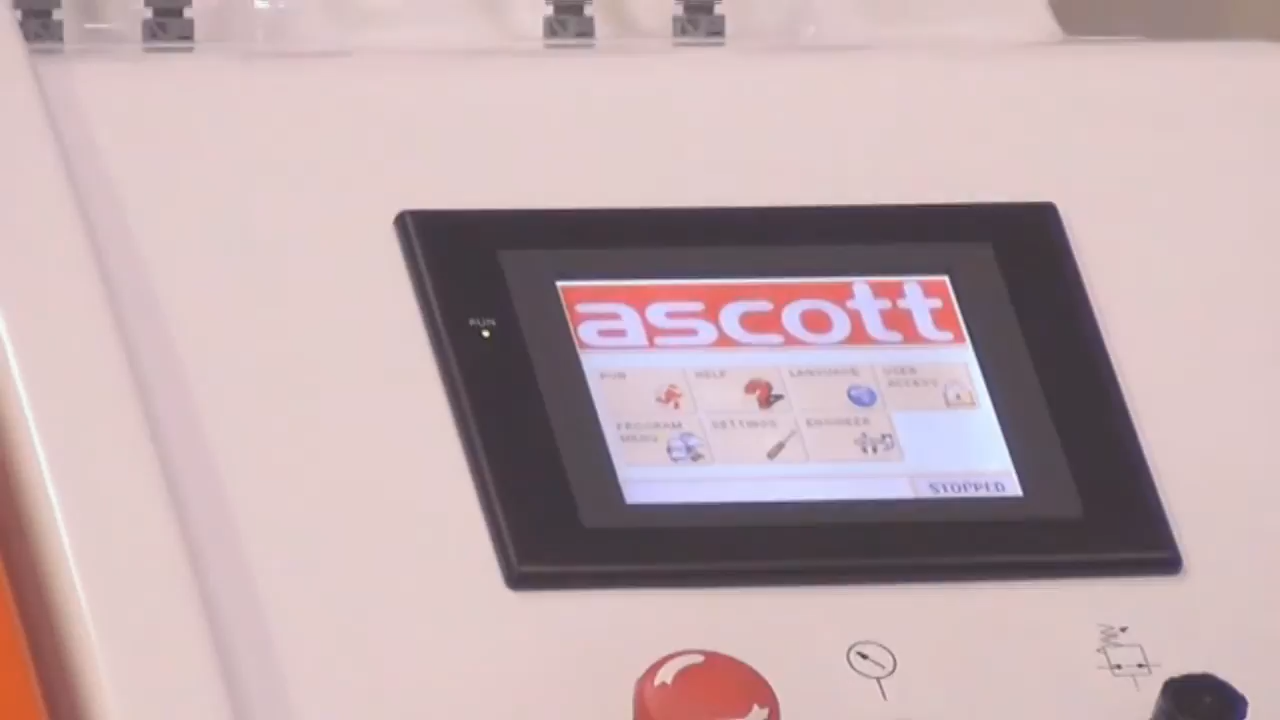 ascott
RUN
RUN
HELP
LANGUAGE
USER
ACCESS
PROGRAM
MENU
SETTINGS
ENGINEER
STOPPED